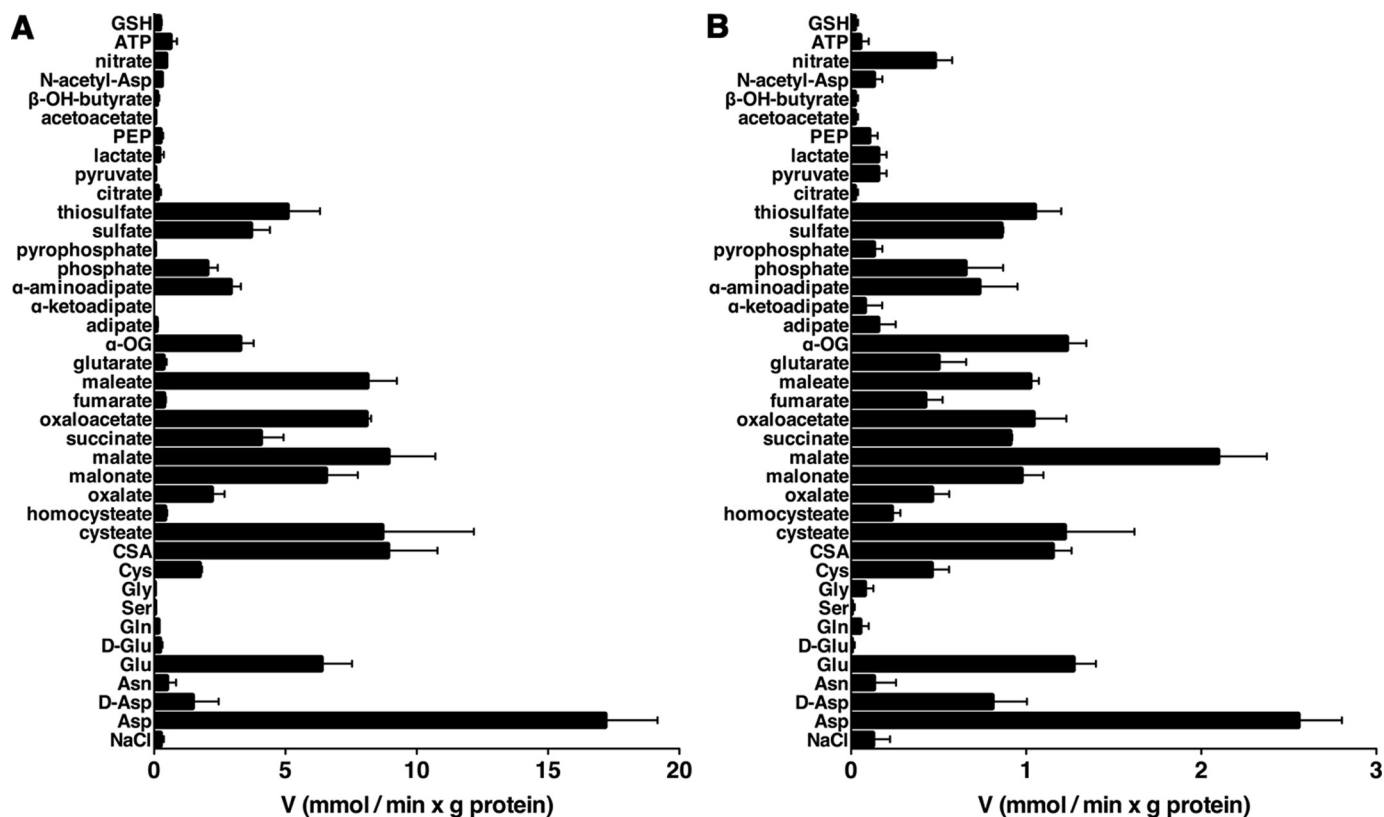 A
GSH
ATP
nitrate
N-acetyl-Asp
β-OH-butyrate
acetoacetate
PEP
lactate
pyruvate
citrate
thiosulfate
sulfate
pyrophosphate
phosphate
α-aminoadipate
α-ketoadipate
adipate
α-OG
glutarate
maleate
fumarate
oxaloacetate
succinate
malate
malonate
oxalate
homocysteate
cysteate
CSA
Cys
Gly
Ser
Gln
D-Glu
Glu
Asn
D-Asp
Asp
NaCl
0 5 10 15 20
V (mmol / min x g protein)
B
GSH
ATP
nitrate
N-acetyl-Asp
β-OH-butyrate
acetoacetate
PEP
lactate
pyruvate
citrate
thiosulfate
sulfate
pyrophosphate
phosphate
α-aminoadipate
α-ketoadipate
adipate
α-OG
glutarate
maleate
fumarate
oxaloacetate
succinate
malate
malonate
oxalate
homocysteate
cysteate
CSA
Cys
Gly
Ser
Gln
D-Glu
Glu
Asn
D-Asp
Asp
NaCl
0 1 2 3
V (mmol / min x g protein)